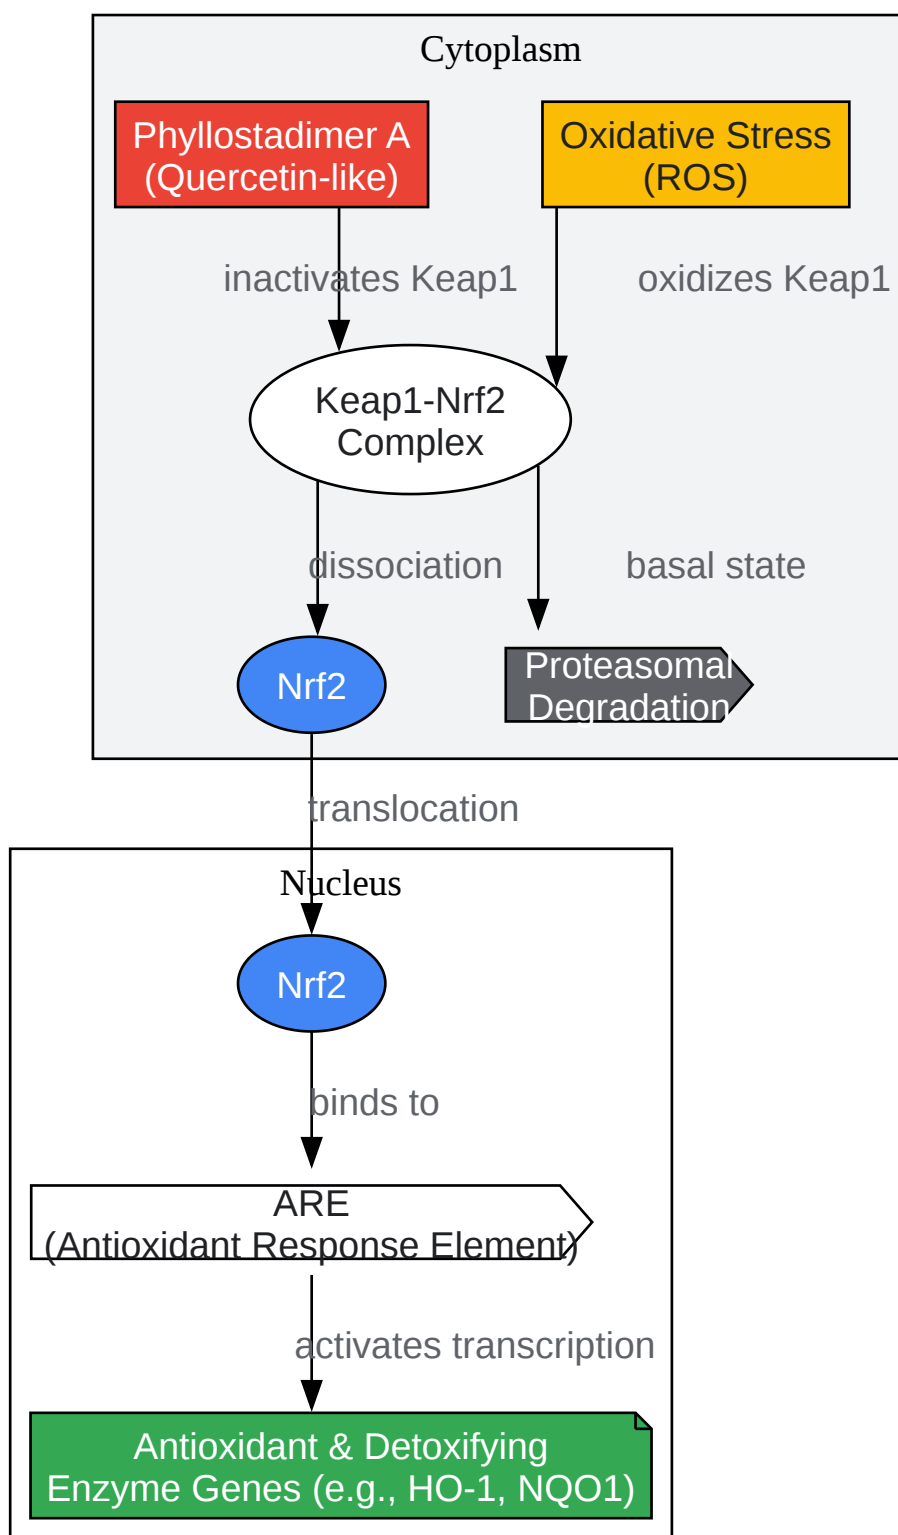 Cytoplasm
Phyllostadimer A
(Quercetin-like)
Oxidative Stress
(ROS)
inactivates Keap1
oxidizes Keap1
Keap1-Nrf2
Complex
dissociation
basal state
Nrf2
Proteasomal
Degradation
translocation
Nucleus
Nrf2
binds to
ARE
(Antioxidant Response Element)
activates transcription
Antioxidant & Detoxifying
Enzyme Genes (e.g., HO-1, NQO1)